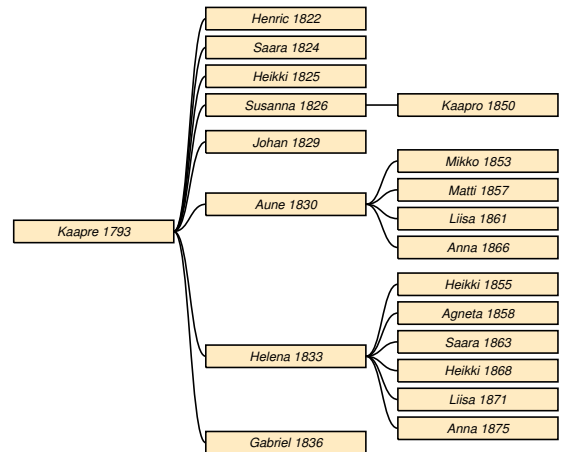 Kaapre 1793
Henric 1822
Saara 1824
Heikki 1825
Susanna 1826
Kaapro 1850
Johan 1829
Aune 1830
Mikko 1853
Matti 1857
Liisa 1861
Anna 1866
Helena 1833
Heikki 1855
Agneta 1858
Saara 1863
Heikki 1868
Liisa 1871
Anna 1875
Gabriel 1836